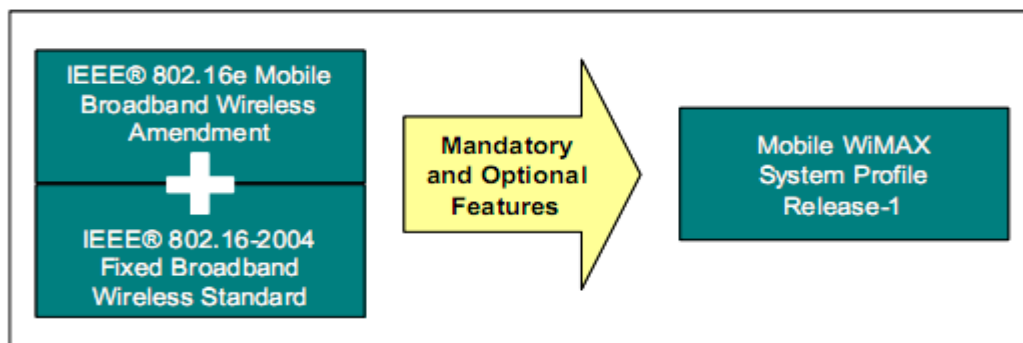 IEEE® 802.16e Mobile
Broadband Wireless
Amendment
IEEE® 802.16-2004
Fixed Broadband
Wireless Standard
Mandatory
and Optional
Features
Mobile WiMAX
System Profile
Release-1